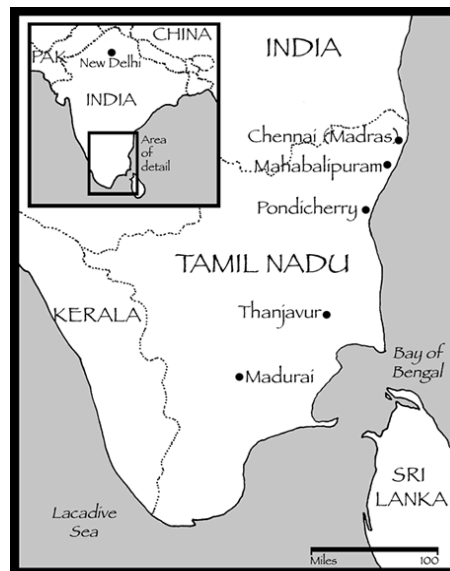 CHINA
PAK
New Delhi
INDIA
Area
of
detail
INDIA
Chennai (Madras)
Mahabalipuram
Pondicherry
TAMIL NADU
KERALA
Thanjavur
Madurai
Bay of
Bengal
SRI
LANKA
Lacadive
Sea
Miles 100